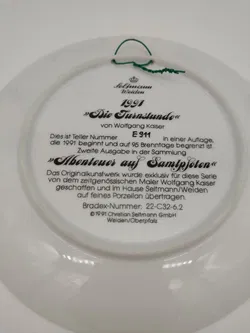 Seltmann
Weiden
1991
»Die Turnstunde«
von Wolfgang Kaiser
Dies ist Teller Nummer E 911 in einer Auflage,
die 1991 beginnt und auf 95 Brenntage begrenzt ist.
Zweite Ausgabe in der Sammlung
»Abenteuer auf Samtpfoten«
Das Originalkunstwerk wurde exklusiv für diese Serie
von dem zeitgenössischen Maler Wolfgang Kaiser
geschaffen und im Hause Seltmann/Weiden
auf feines Porzellan übertragen.
Bradex-Nummer: 22-C32-6.2
© 1991 Christian Seltmann GmbH
Weiden/Oberpfalz